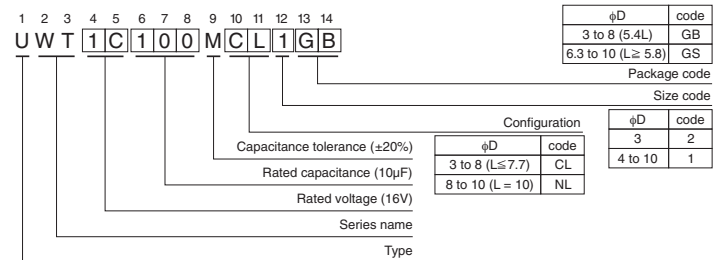 1 2 3 4 5 6 7 8 9 10 11 12 13 14
U W T 1 C 1 0 0 M C L 1 G B
φD code
3 to 8 (5.4L) GB
6.3 to 10 (L≧ 5.8) GS
Package code
Size code
φD code
3 2
4 to 10 1
Configuration
φD code
3 to 8 (L≦7.7) CL
8 to 10 (L = 10) NL
Capacitance tolerance (±20%)
Rated capacitance (10µF)
Rated voltage (16V)
Series name
Type